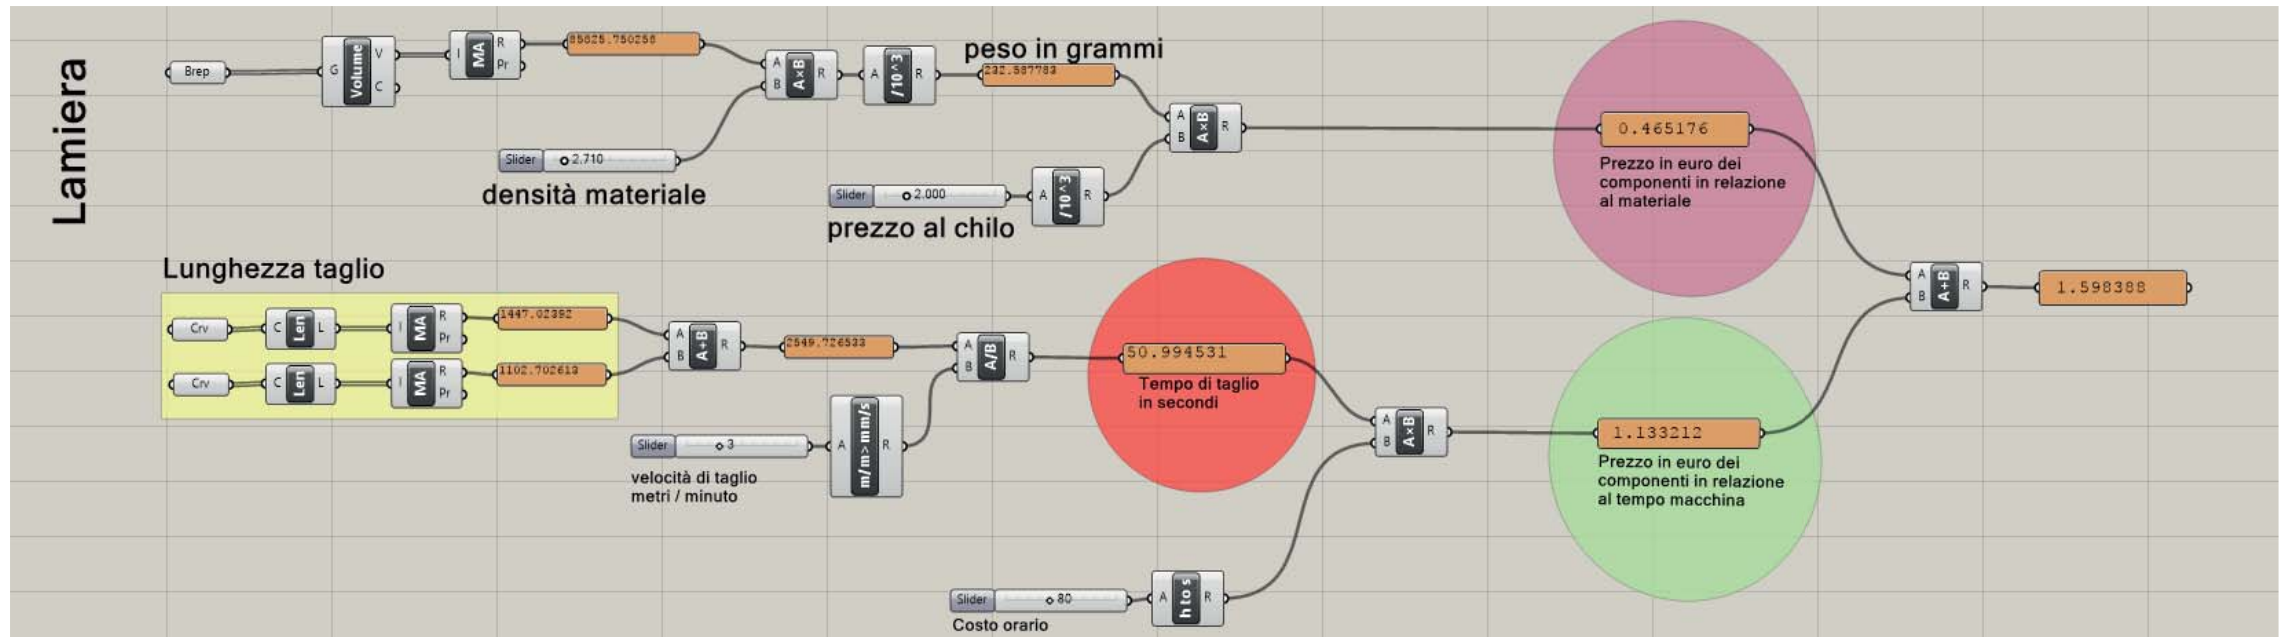 Lamiera
Brep
G
Volume
V
C
I
MA
R
Pr
85825.750256
A
B
A×B
R
A
/10^3
R
peso in grammi
232.587783
Slider
2.710
densità materiale
Slider
2.000
prezzo al chilo
A
/10^3
R
A
B
A×B
R
0.465176
Prezzo in euro dei
componenti in relazione
al materiale
Lunghezza taglio
Crv
C
Len
L
I
MA
R
Pr
1447.02392
Crv
C
Len
L
I
MA
R
Pr
1102.702613
A
B
A+B
R
2549.726533
A
B
A/B
R
Slider
3
velocità di taglio
metri / minuto
A
m/m>mm/s
R
50.994531
Tempo di taglio
in secondi
A
B
A×B
R
Slider
80
Costo orario
A
h to s
R
1.133212
Prezzo in euro dei
componenti in relazione
al tempo macchina
A
B
A+B
R
1.598388